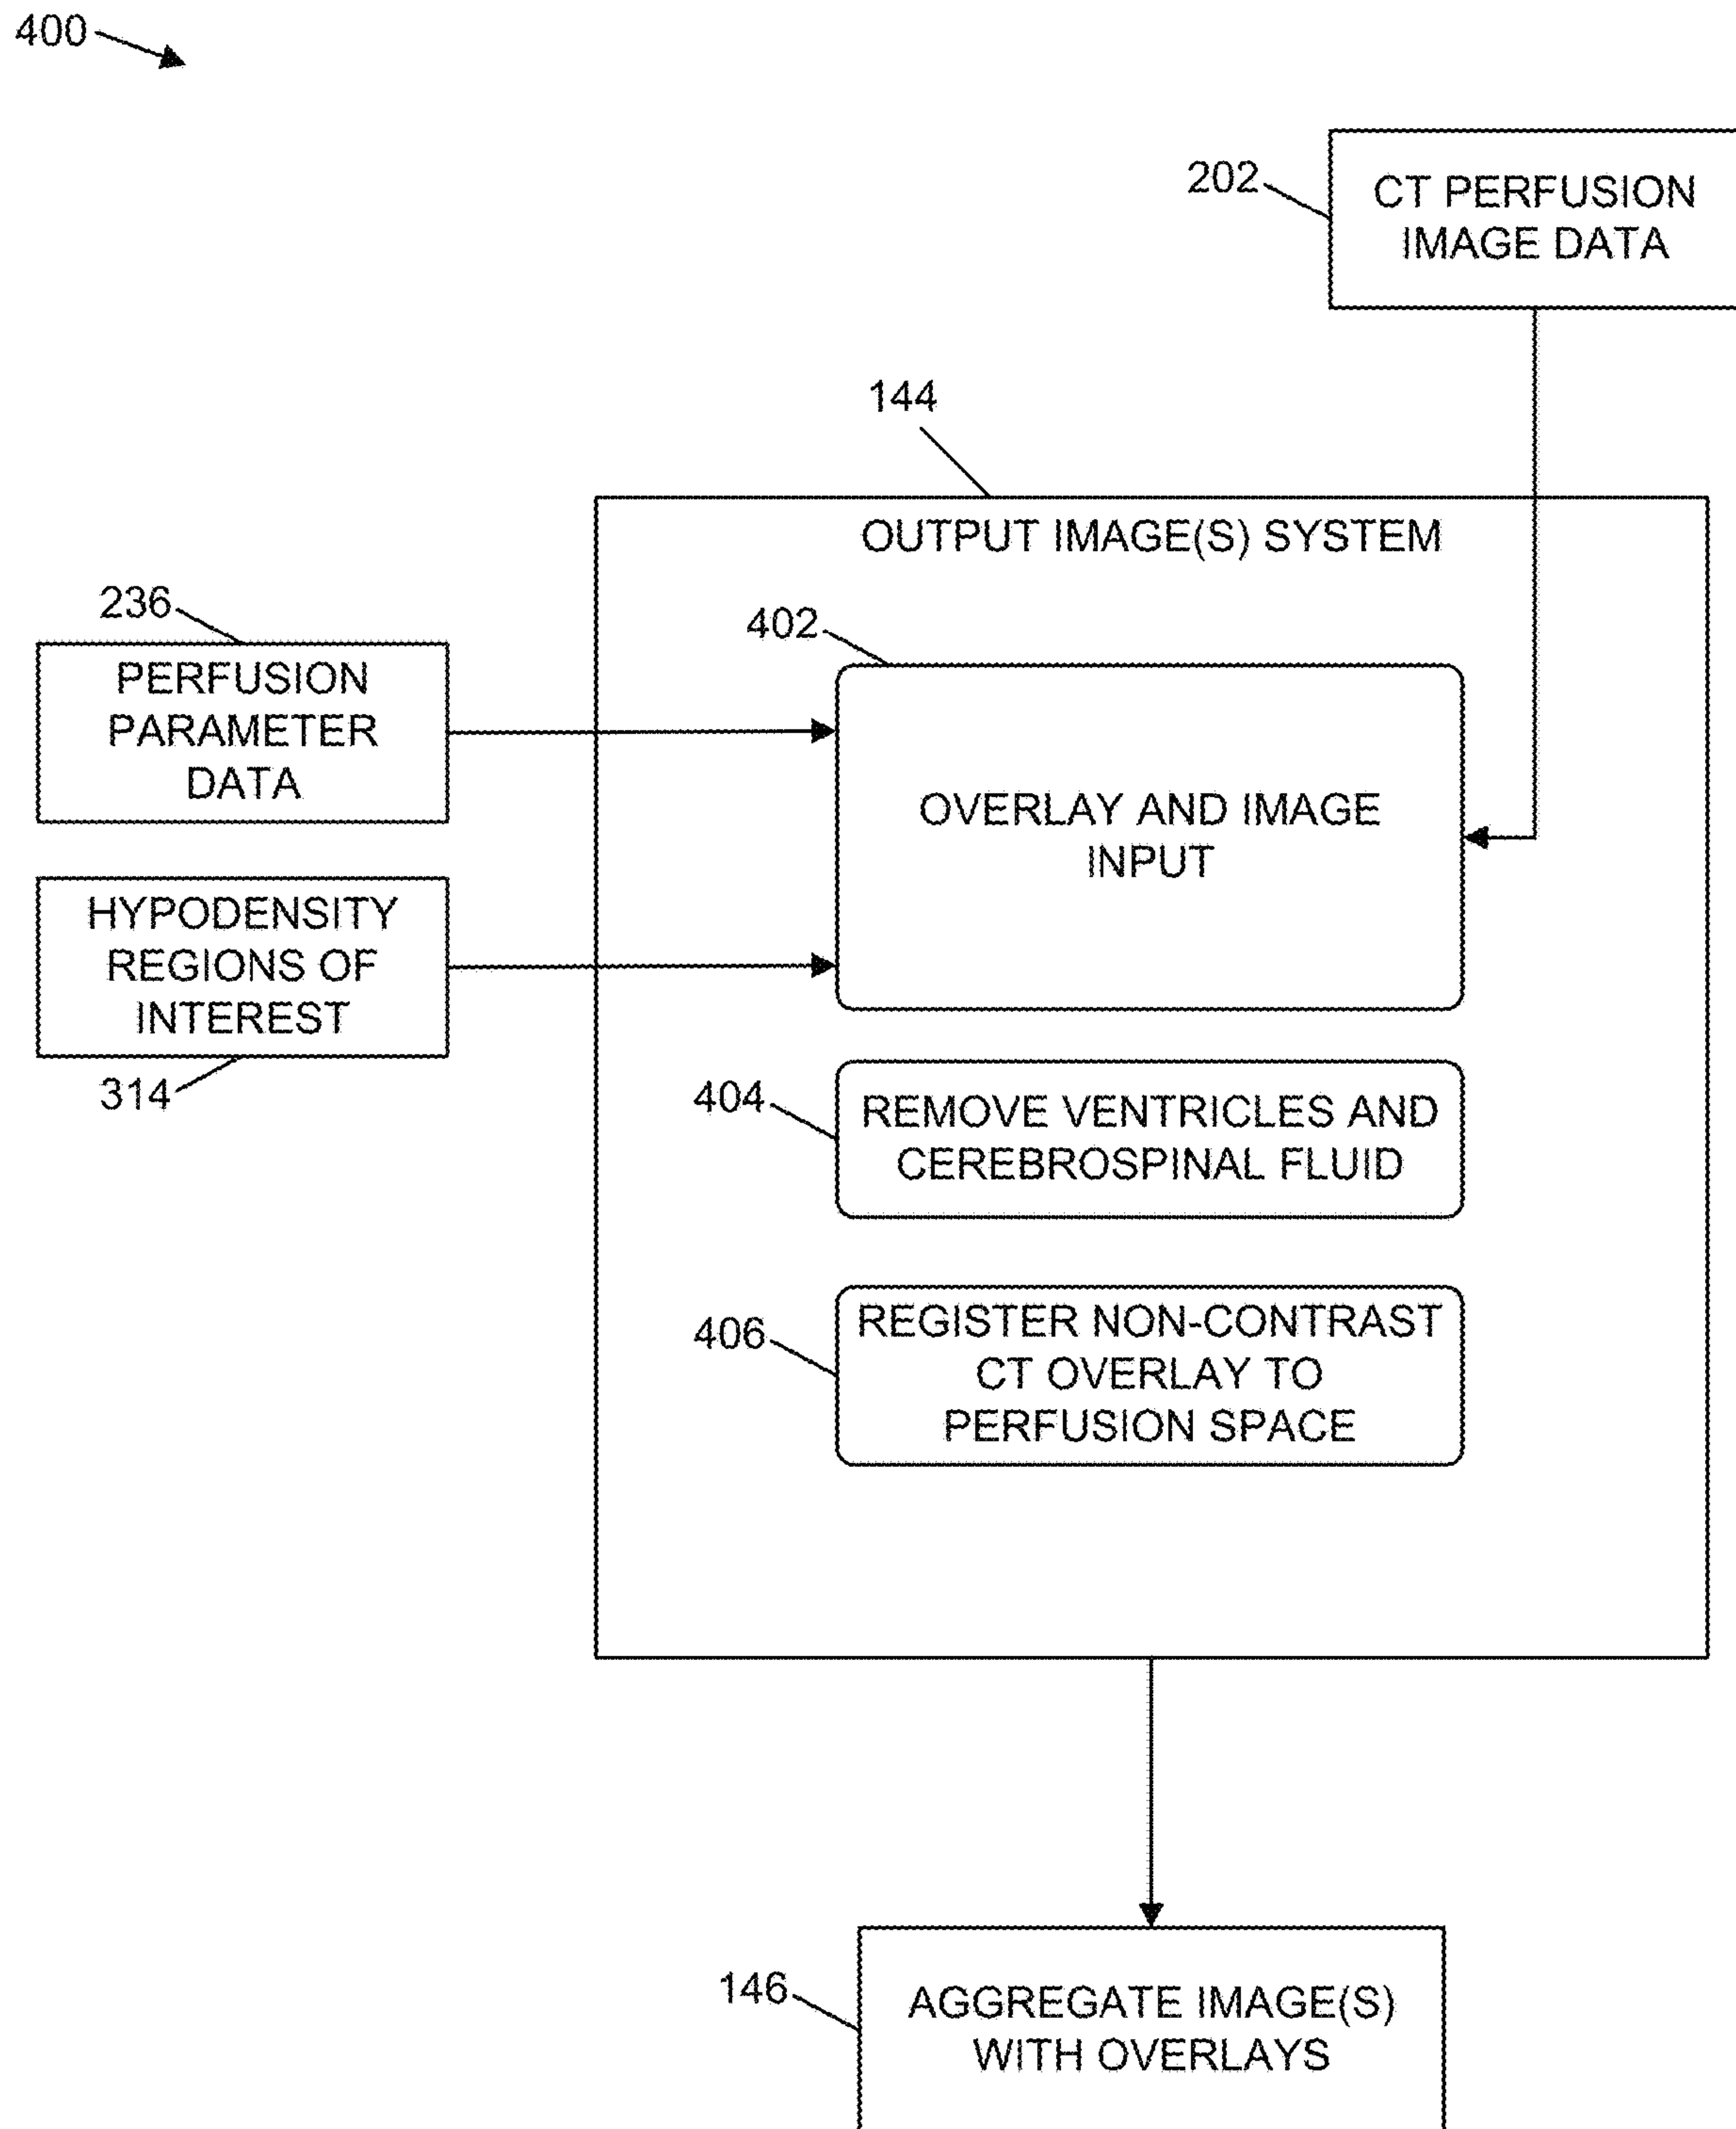 400
202
CT PERFUSION
IMAGE DATA
144
OUTPUT IMAGE(S) SYSTEM
236
PERFUSION
PARAMETER
DATA
402
OVERLAY AND IMAGE
INPUT
HYPODENSITY
REGIONS OF
INTEREST
314
404
REMOVE VENTRICLES AND
CEREBROSPINAL FLUID
406
REGISTER NON-CONTRAST
CT OVERLAY TO
PERFUSION SPACE
146
AGGREGATE IMAGE(S)
WITH OVERLAYS